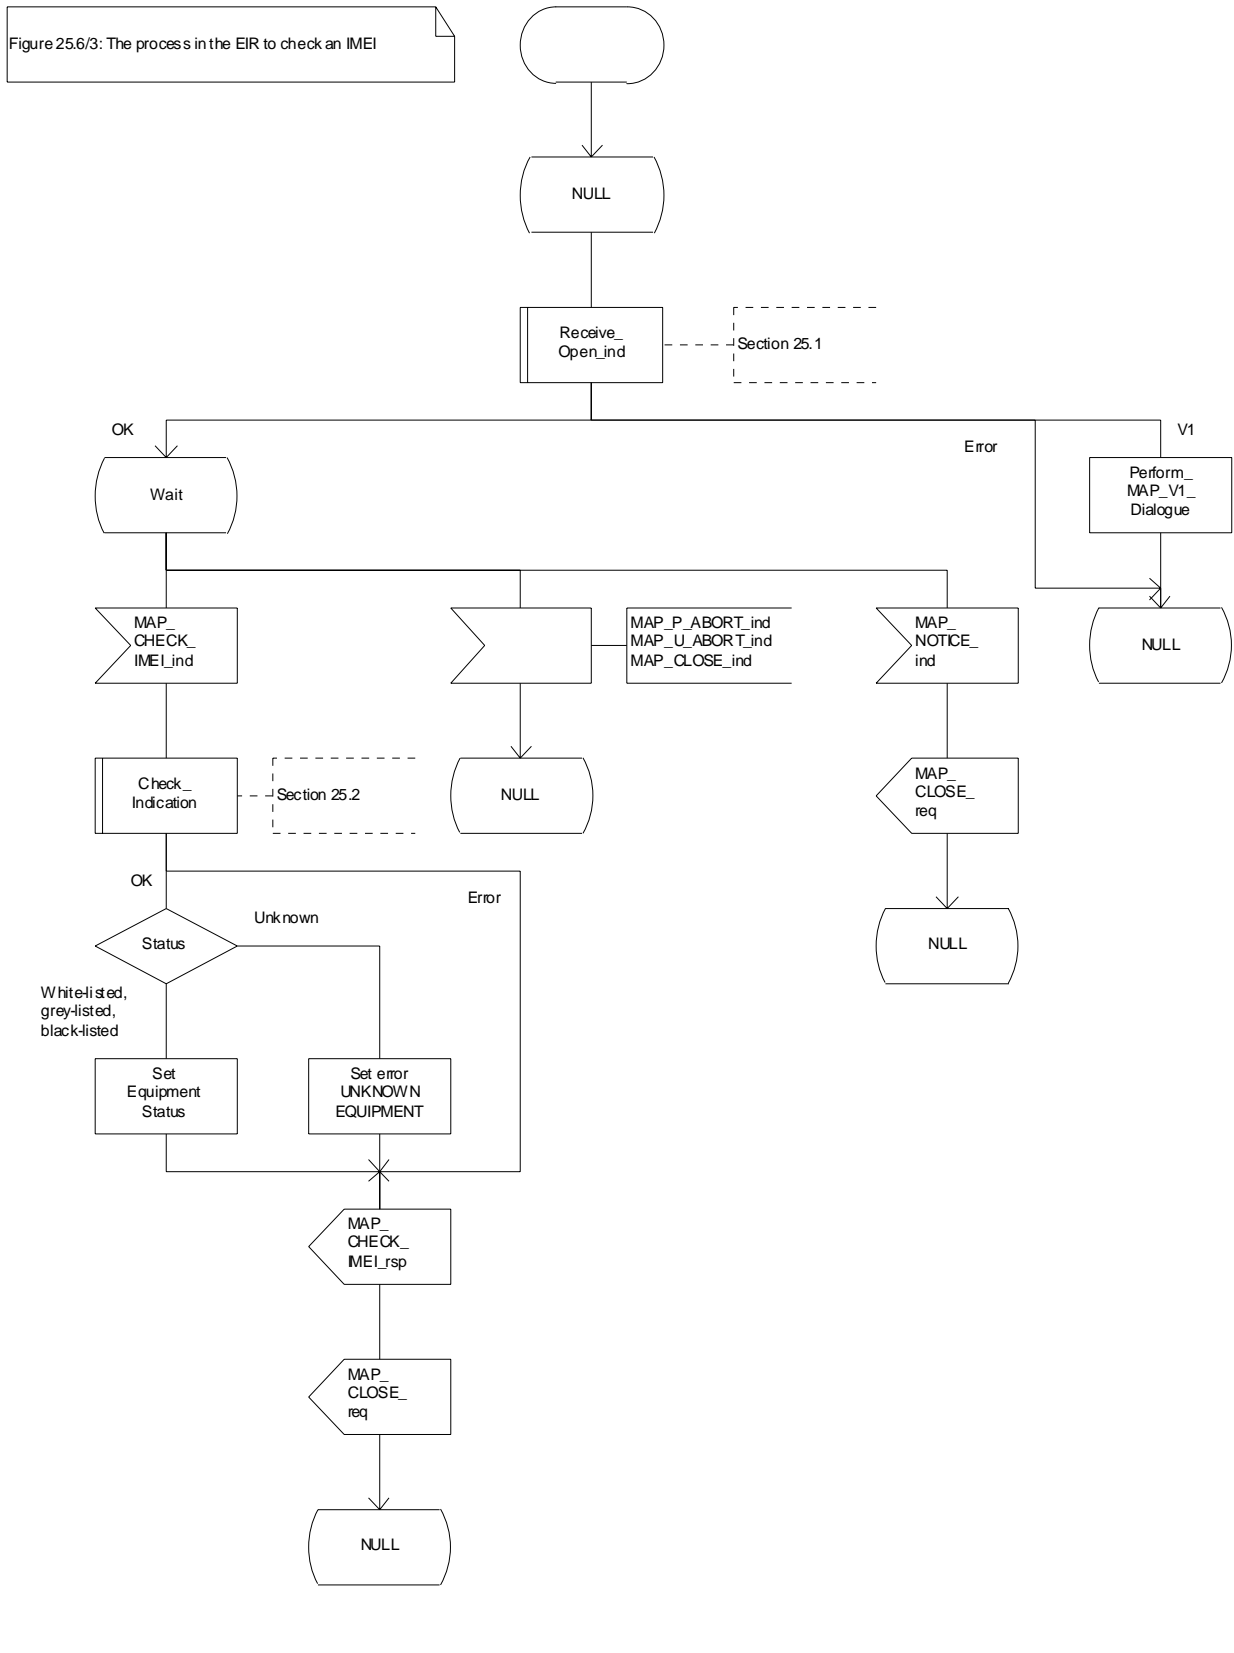 Figure 25.6/3: The process in the EIR to check an IMEI
NULL
Receive_
Open_ind
Section 25.1
OK
Error
V1
Wait
Perform_
MAP_V1_
Dialogue
MAP_
CHECK_
IMEI_ind
MAP_P_ABORT_ind
MAP_U_ABORT_ind
MAP_CLOSE_ind
MAP_
NOTICE_
ind
NULL
Check_
Indication
Section 25.2
NULL
MAP_
CLOSE_
req
OK
Error
Unknown
Status
NULL
White-listed,
grey-listed,
black-listed
Set
Equipment
Status
Set error
UNKNOWN
EQUIPMENT
MAP_
CHECK_
IMEI_rsp
MAP_
CLOSE_
req
NULL